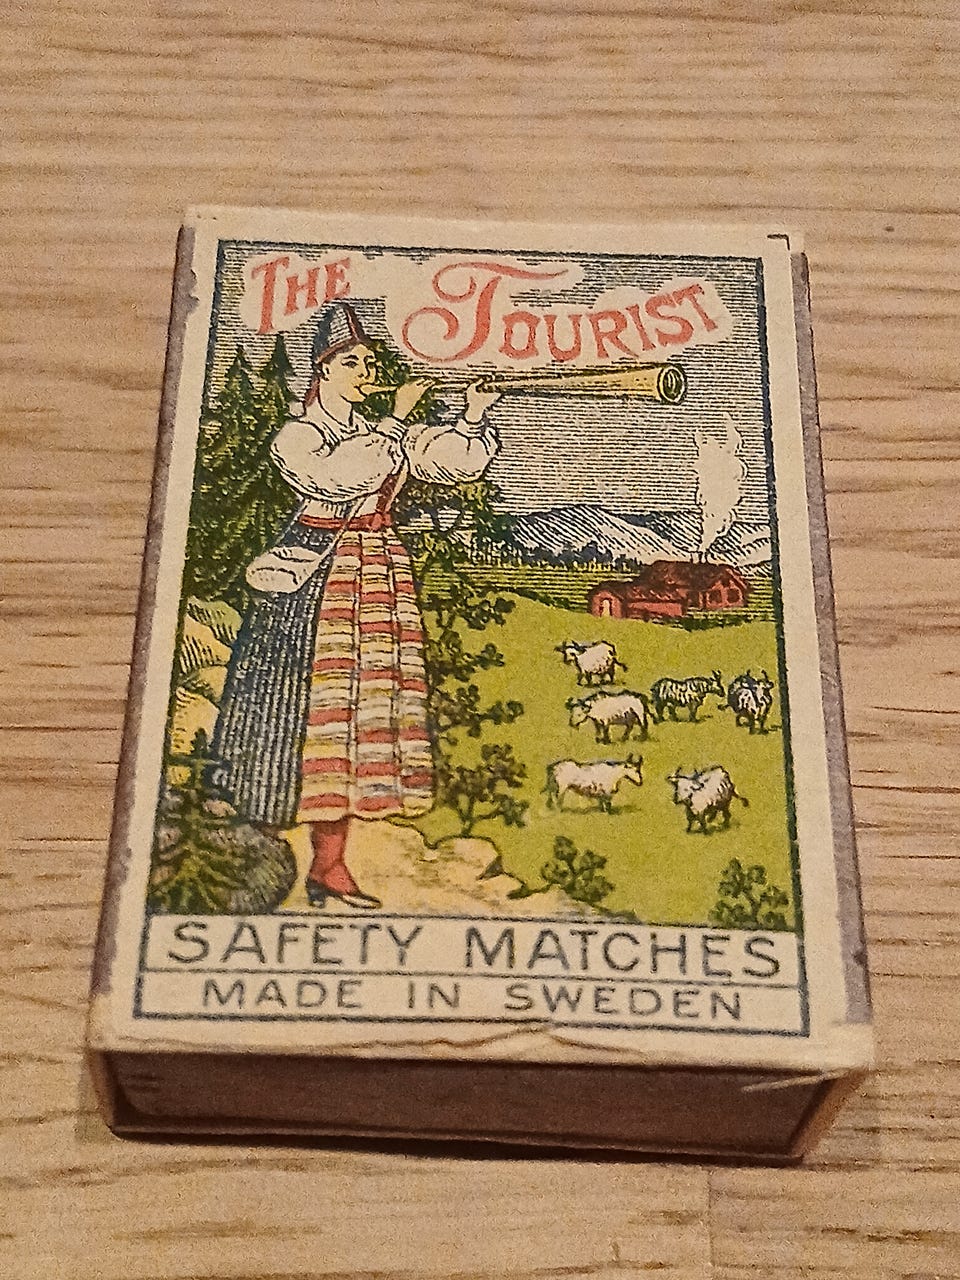 THE TOURIST
SAFETY MATCHES
MADE IN SWEDEN